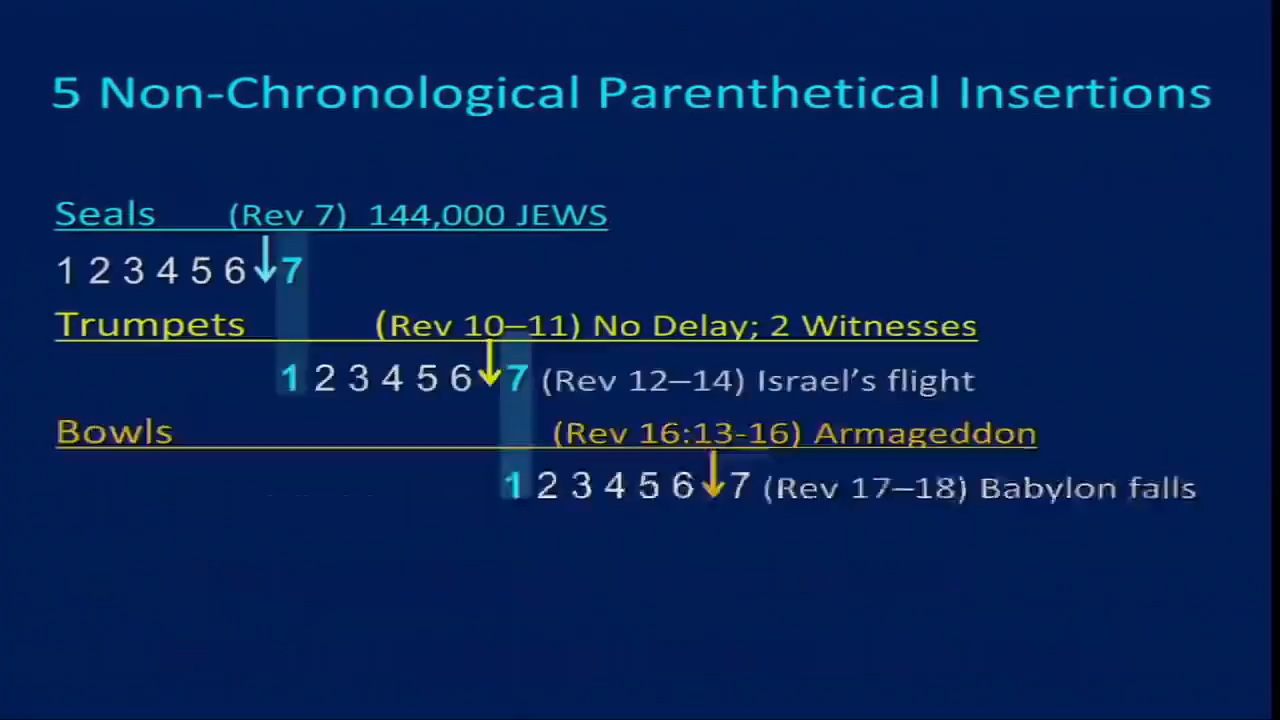 5 Non-Chronological Parenthetical Insertions
Seals (Rev 7) 144,000 JEWS
1 2 3 4 5 6 7
Trumpets (Rev 10–11) No Delay; 2 Witnesses
1 2 3 4 5 6 7 (Rev 12–14) Israel’s flight
Bowls (Rev 16:13-16) Armageddon
1 2 3 4 5 6 7 (Rev 17–18) Babylon falls